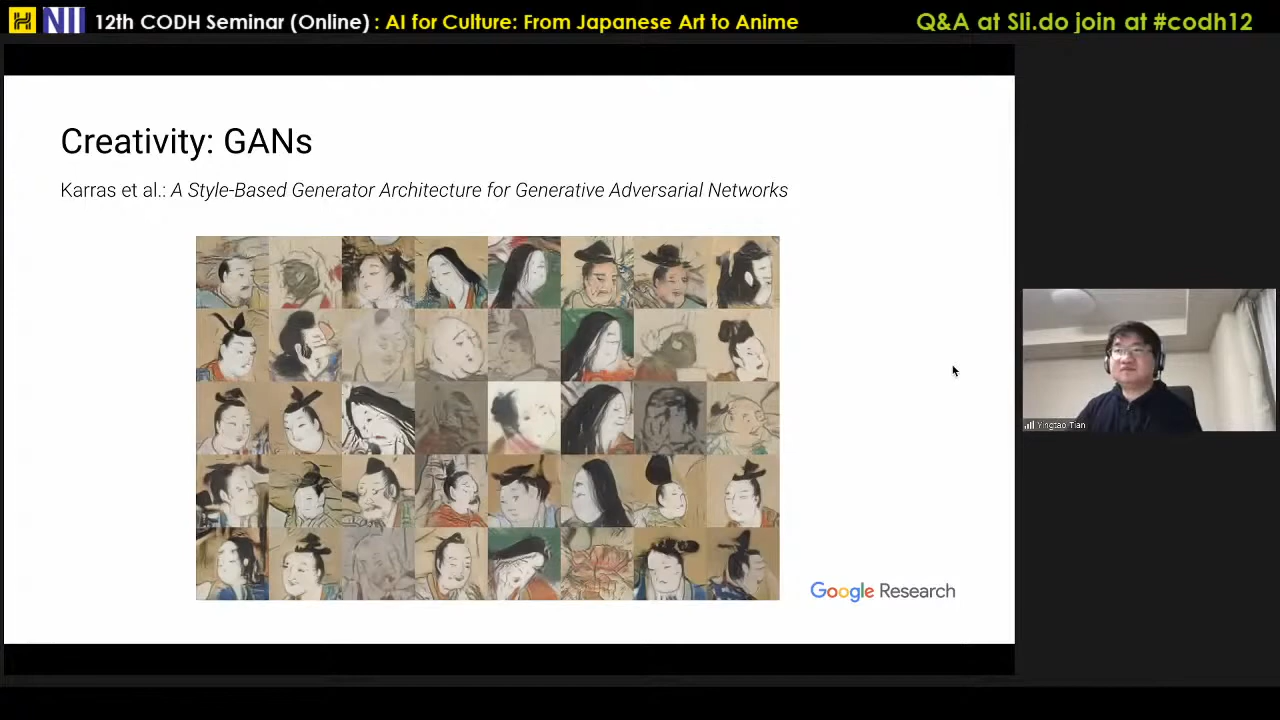 12th CODH Seminar (Online) : AI for Culture: From Japanese Art to Anime
Q&A at Sli.do join at #codh12
Creativity: GANs
Karras et al.: A Style-Based Generator Architecture for Generative Adversarial Networks
Google Research
Yingtao Tian
NII